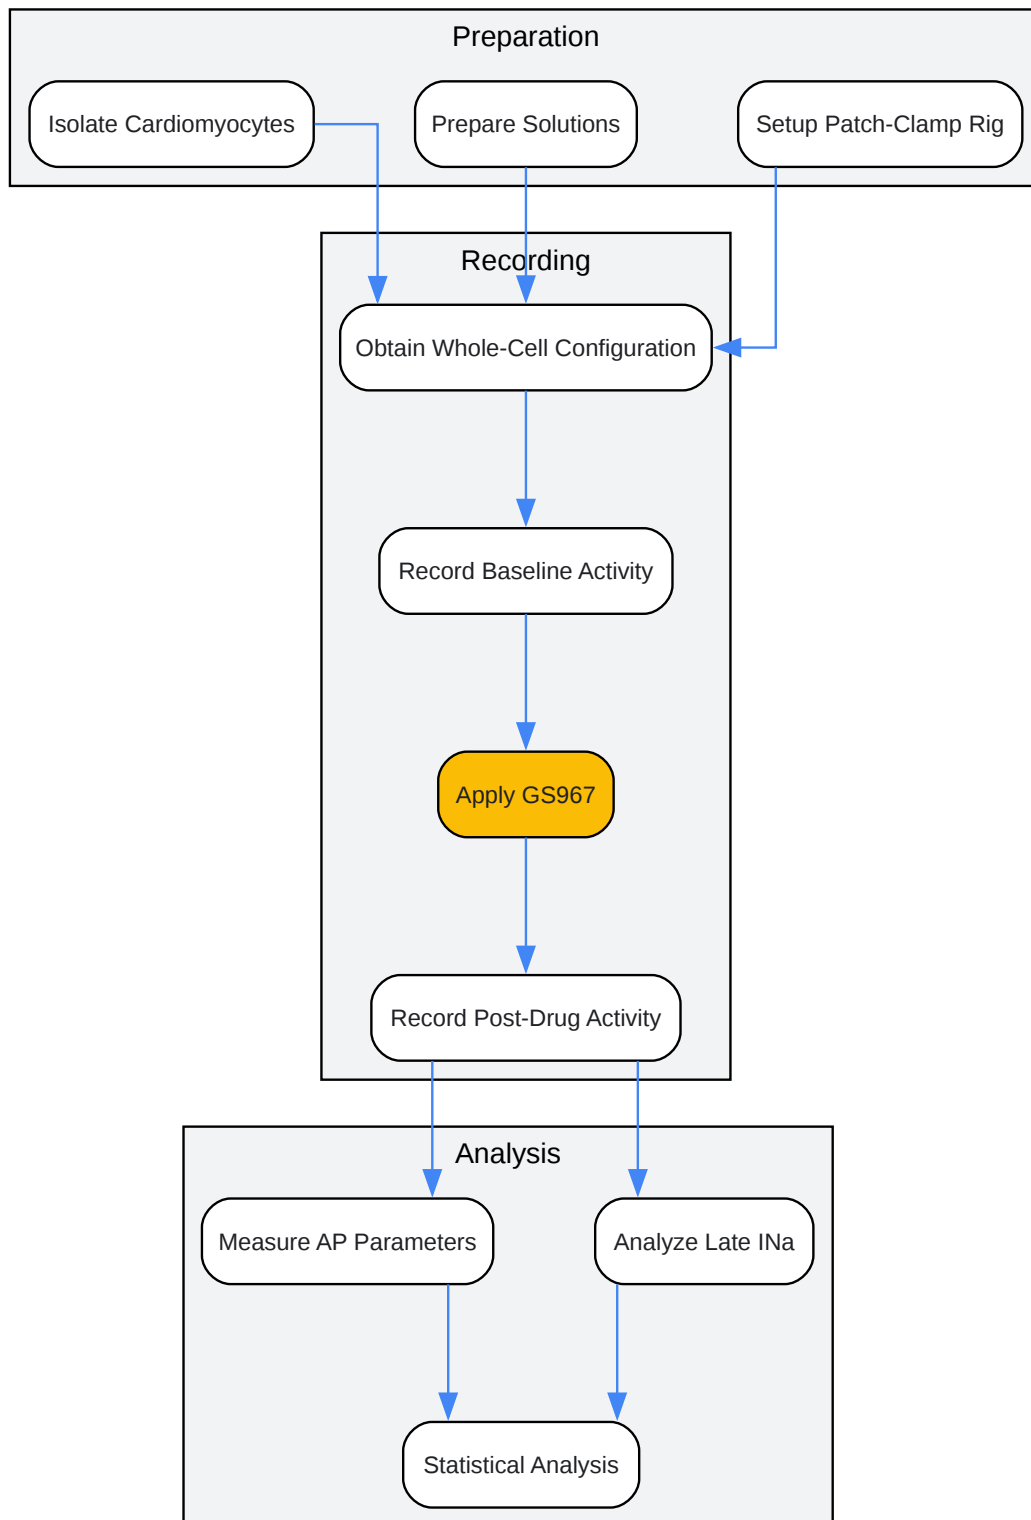 Preparation
Isolate Cardiomyocytes
Prepare Solutions
Setup Patch-Clamp Rig
Recording
Obtain Whole-Cell Configuration
Record Baseline Activity
Apply GS967
Record Post-Drug Activity
Analysis
Measure AP Parameters
Analyze Late INa
Statistical Analysis